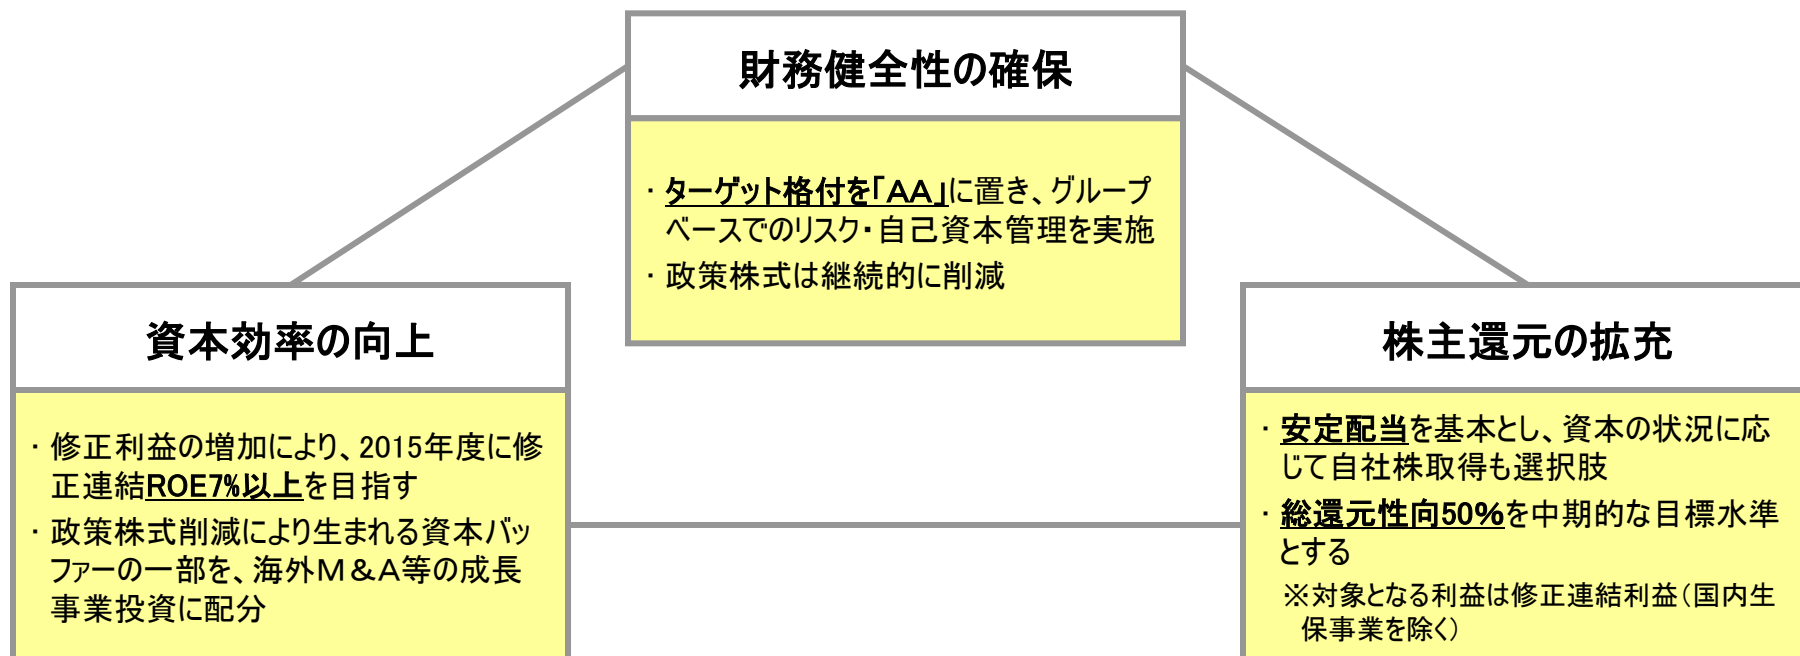 財務健全性の確保
・ターゲット格付を「AA」に置き、グループ
ベースでのリスク・自己資本管理を実施
・政策株式は継続的に削減
資本効率の向上
・修正利益の増加により、2015年度に修
正連結ROE7%以上を目指す
・政策株式削減により生まれる資本バッ
ファーの一部を、海外M&A等の成長
事業投資に配分
株主還元の拡充
・安定配当を基本とし、資本の状況に応
じて自社株取得も選択肢
・総還元性向50%を中期的な目標水準
とする
※対象となる利益は修正連結利益(国内生
保事業を除く)